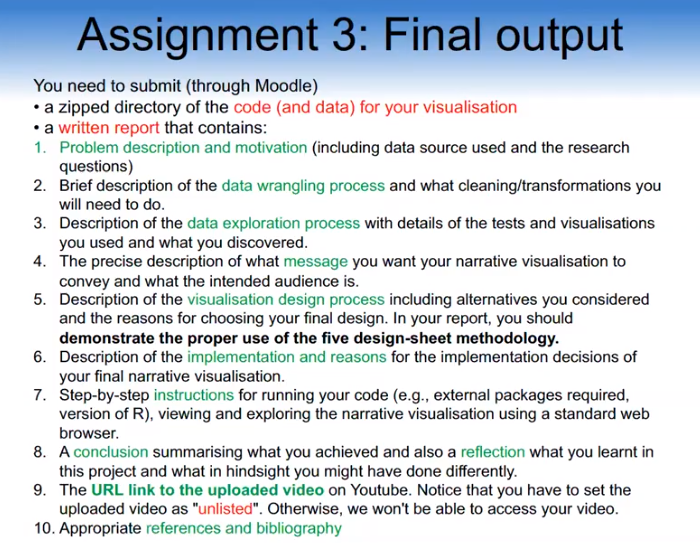 Assignment 3: Final output
You need to submit (through Moodle)
• a zipped directory of the code (and data) for your visualisation
• a written report that contains:
1. Problem description and motivation (including data source used and the research
questions)
2. Brief description of the data wrangling process and what cleaning/transformations you
will need to do.
3. Description of the data exploration process with details of the tests and visualisations
you used and what you discovered.
4. The precise description of what message you want your narrative visualisation to
convey and what the intended audience is.
5. Description of the visualisation design process including alternatives you considered
and the reasons for choosing your final design. In your report, you should
demonstrate the proper use of the five design-sheet methodology.
6. Description of the implementation and reasons for the implementation decisions of
your final narrative visualisation.
7. Step-by-step instructions for running your code (e.g., external packages required,
version of R), viewing and exploring the narrative visualisation using a standard web
browser.
8. A conclusion summarising what you achieved and also a reflection what you learnt in
this project and what in hindsight you might have done differently.
9. The URL link to the uploaded video on Youtube. Notice that you have to set the
uploaded video as "unlisted". Otherwise, we won't be able to access your video.
10. Appropriate references and bibliography